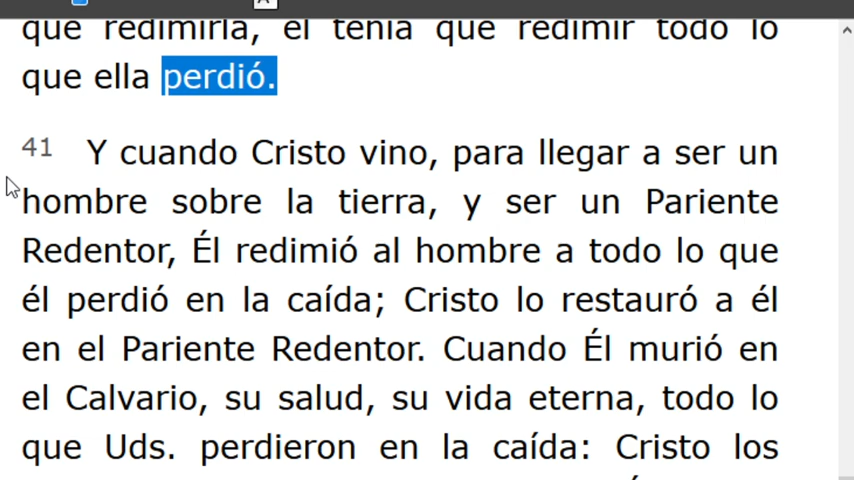 que redimirla, él tenía que redimir todo lo
que ella perdió.
41 Y cuando Cristo vino, para llegar a ser un
hombre sobre la tierra, y ser un Pariente
Redentor, Él redimió al hombre a todo lo que
él perdió en la caída; Cristo lo restauró a él
en el Pariente Redentor. Cuando Él murió en
el Calvario, su salud, su vida eterna, todo lo
que Uds. perdieron en la caída: Cristo los